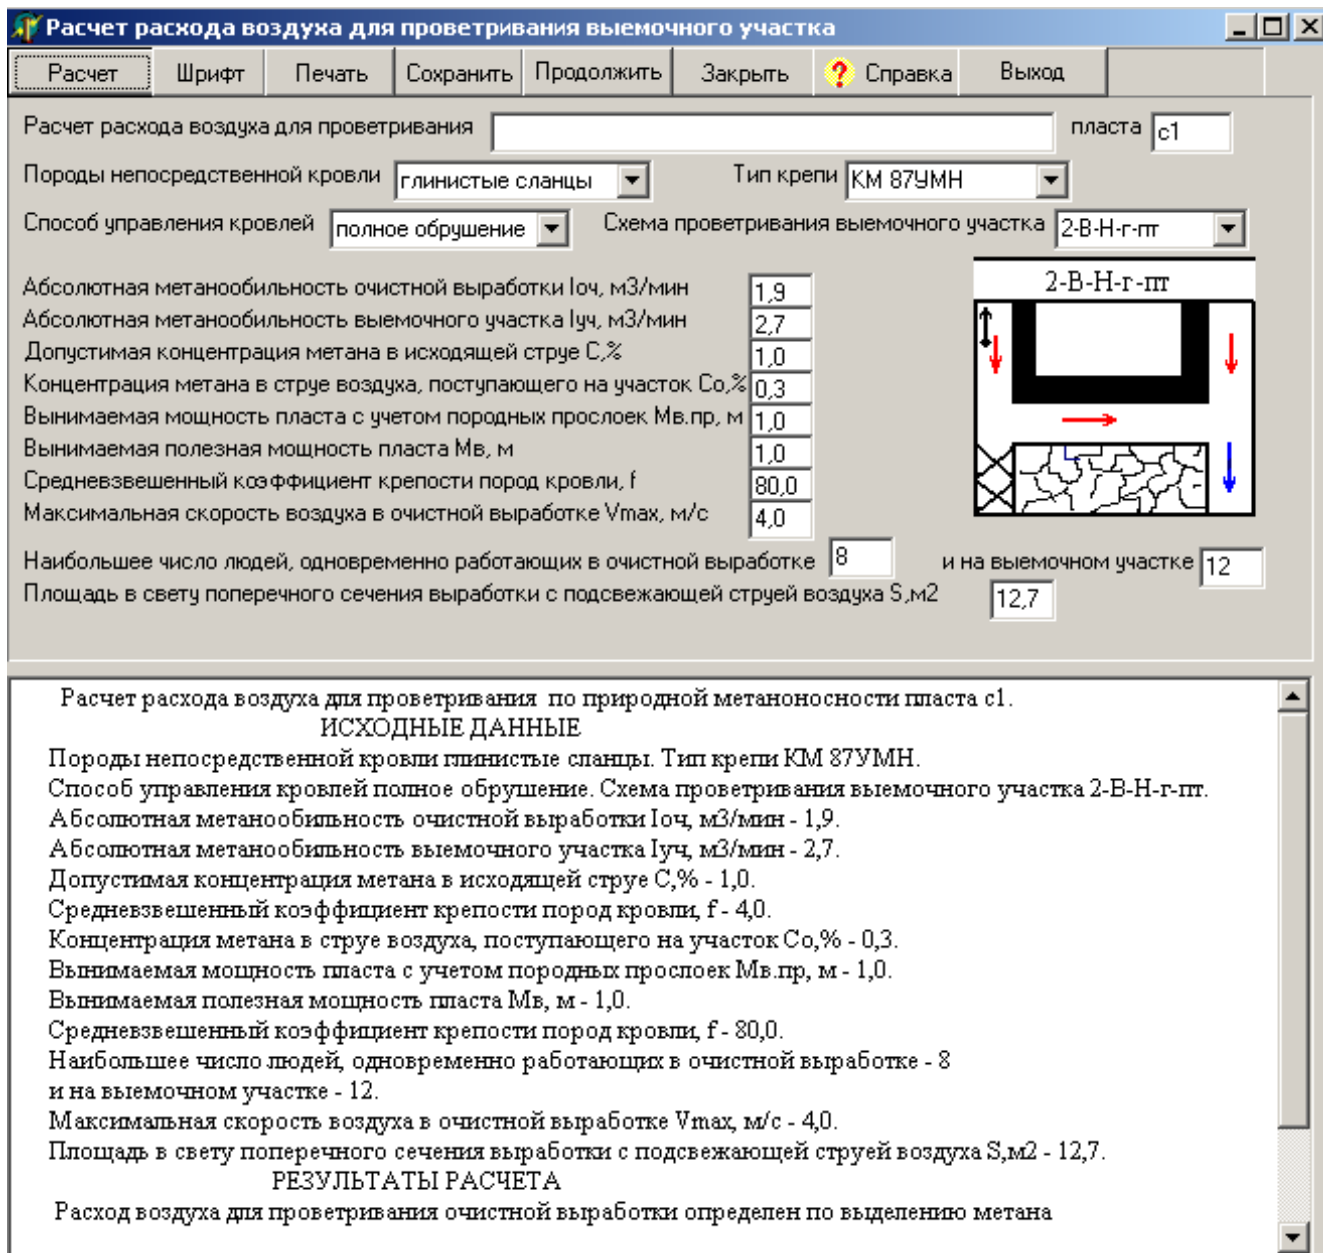 Расчет расхода воздуха для проветривания выемочного участка
Расчет Шрифт Печать Сохранить Продолжить Закрыть ? Справка Выход
Расчет расхода воздуха для проветривания пласта c1
Породы непосредственной кровли глинистые сланцы Тип крепи КМ 87УМН
Способ управления кровлей полное обрушение Схема проветривания выемочного участка 2-В-Н-г-пт
2-В-Н-г-пт
Абсолютная метанообильность очистной выработки Iоч, м3/мин 1,9
Абсолютная метанообильность выемочного участка Iуч, м3/мин 2,7
Допустимая концентрация метана в исходящей струе С,% 1,0
Концентрация метана в струе воздуха, поступающего на участок Со,% 0,3
Вынимаемая мощность пласта с учетом породных прослоек Мв.пр, м 1,0
Вынимаемая полезная мощность пласта Мв, м 1,0
Средневзвешенный коэффициент крепости пород кровли, f 80,0
Максимальная скорость воздуха в очистной выработке Vmax, м/с 4,0
Наибольшее число людей, одновременно работающих в очистной выработке 8 и на выемочном участке 12
Площадь в свету поперечного сечения выработки с подсвежающей струей воздуха S,м2 12,7
Расчет расхода воздуха для проветривания по природной метаноносности пласта c1.
ИСХОДНЫЕ ДАННЫЕ
Породы непосредственной кровли глинистые сланцы. Тип крепи КМ 87УМН.
Способ управления кровлей полное обрушение. Схема проветривания выемочного участка 2-В-Н-г-пт.
Абсолютная метанообильность очистной выработки Iоч, м3/мин - 1,9.
Абсолютная метанообильность выемочного участка Iуч, м3/мин - 2,7.
Допустимая концентрация метана в исходящей струе С,% - 1,0.
Средневзвешенный коэффициент крепости пород кровли, f - 4,0.
Концентрация метана в струе воздуха, поступающего на участок Со,% - 0,3.
Вынимаемая мощность пласта с учетом породных прослоек Мв.пр, м - 1,0.
Вынимаемая полезная мощность пласта Мв, м - 1,0.
Средневзвешенный коэффициент крепости пород кровли, f - 80,0.
Наибольшее число людей, одновременно работающих в очистной выработке - 8
и на выемочном участке - 12.
Максимальная скорость воздуха в очистной выработке Vmax, м/с - 4,0.
Площадь в свету поперечного сечения выработки с подсвежающей струей воздуха S,м2 - 12,7.
РЕЗУЛЬТАТЫ РАСЧЕТА
Расход воздуха для проветривания очистной выработки определен по выделению метана